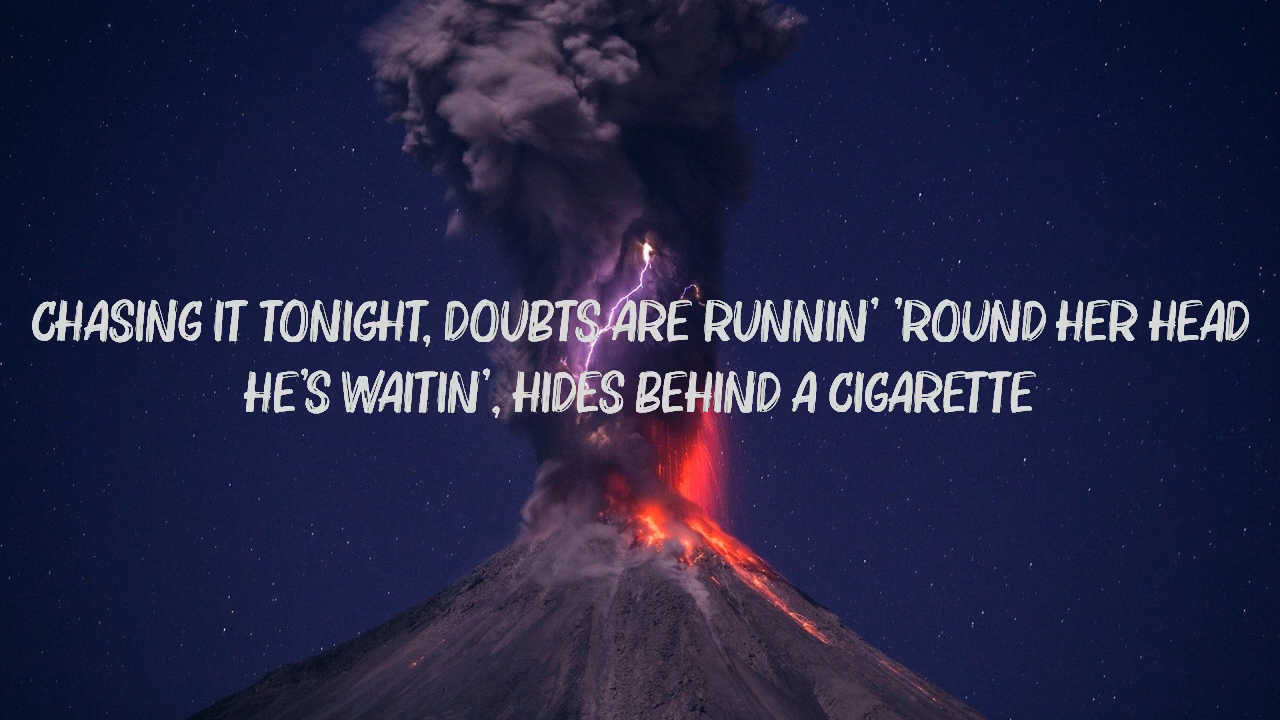 CHASING IT TONIGHT, DOUBTS ARE RUNNIN' 'ROUND HER HEAD
HE'S WAITIN', HIDES BEHIND A CIGARETTE